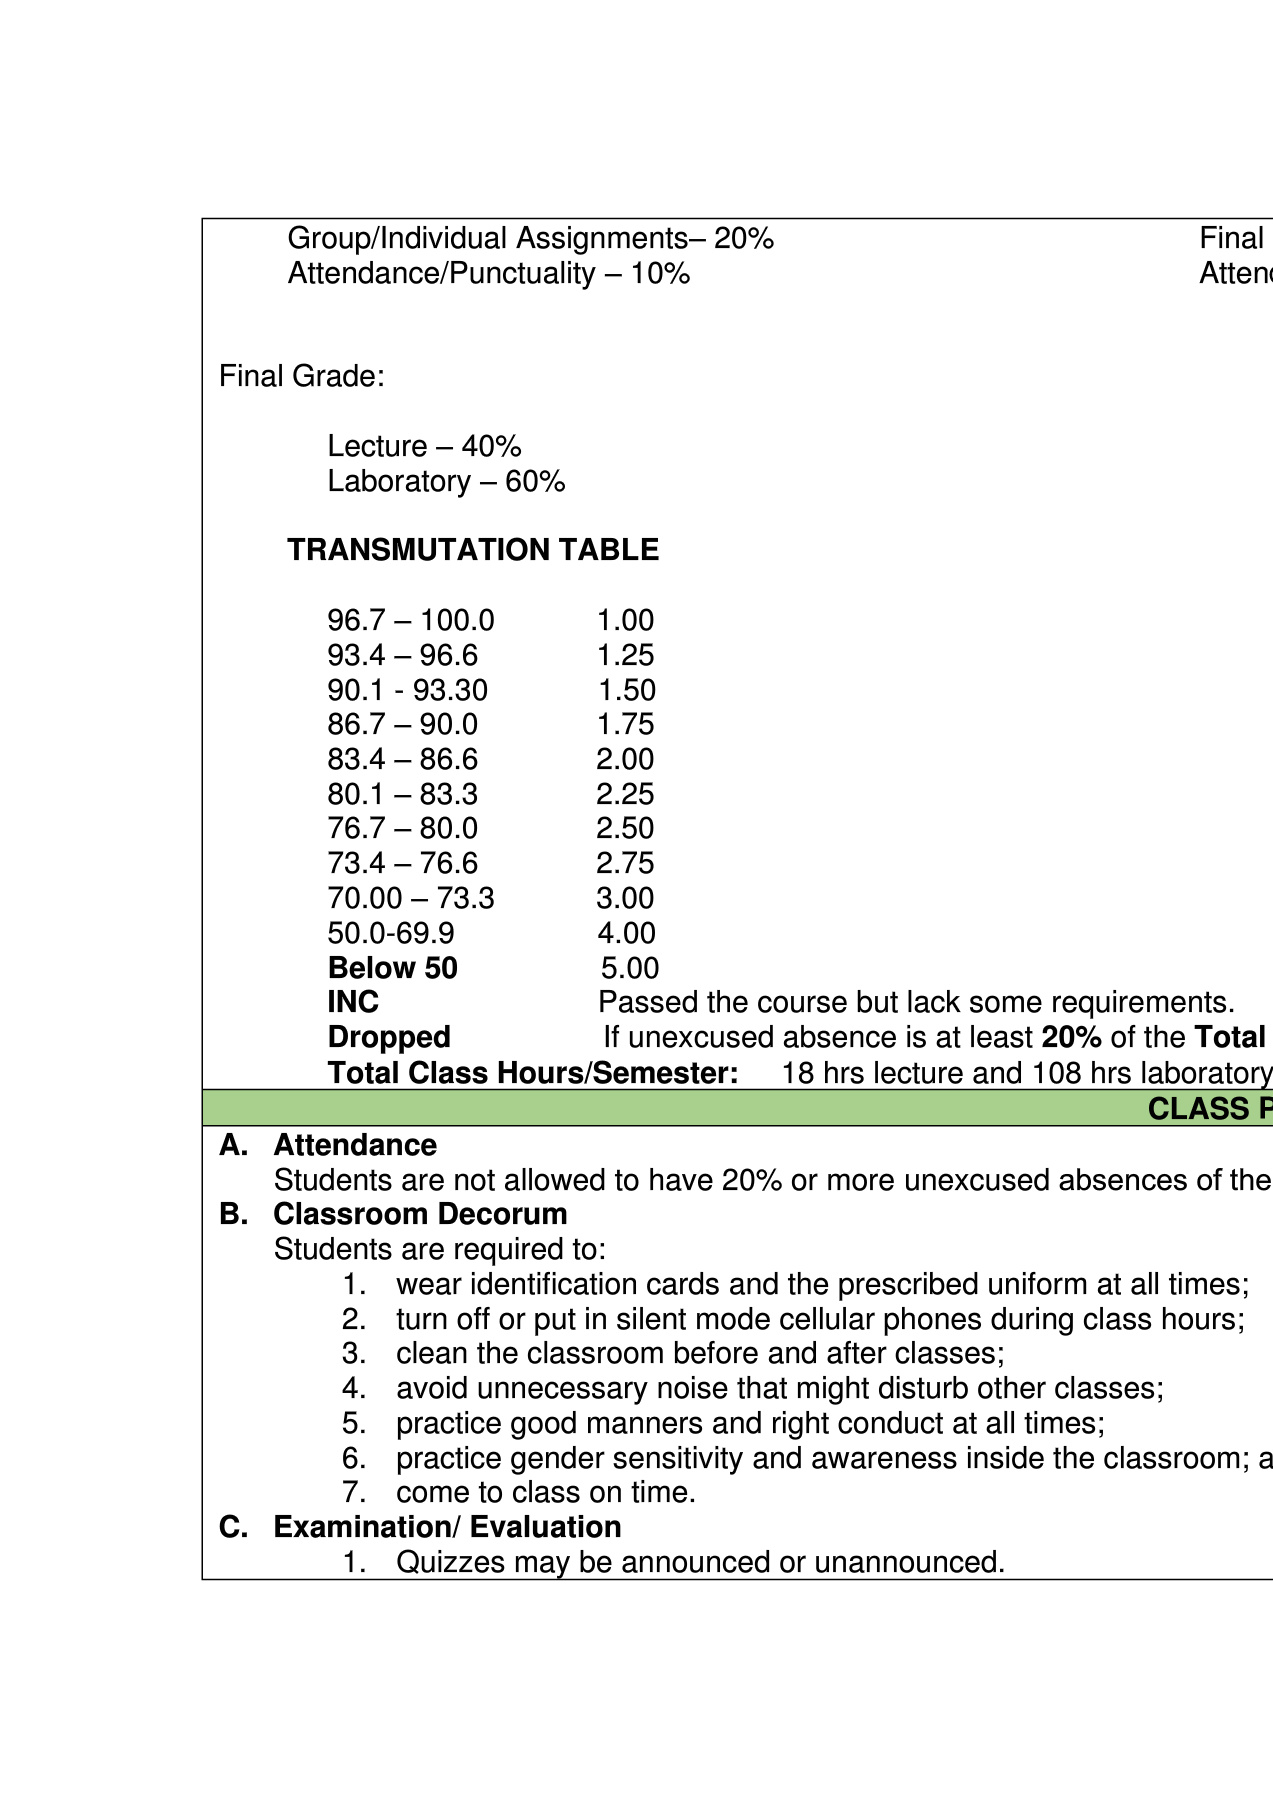 Group/Individual Assignments– 20% Final
Attendance/Punctuality – 10%
Final Grade:
Lecture – 40%
Laboratory – 60%
TRANSMUTATION TABLE
96.7 – 100.0 1.00
93.4 – 96.6 1.25
90.1 - 93.30 1.50
86.7 – 90.0 1.75
83.4 – 86.6 2.00
80.1 – 83.3 2.25
76.7 – 80.0 2.50
73.4 – 76.6 2.75
70.00 – 73.3 3.00
50.0-69.9 4.00
Below 50 5.00
INC Passed the course but lack some requirements.
Dropped If unexcused absence is at least 20% of the Total
Total Class Hours/Semester: 18 hrs lecture and 108 hrs laboratory
CLASS
A. Attendance
Students are not allowed to have 20% or more unexcused absences of the
B. Classroom Decorum
Students are required to:
1. wear identification cards and the prescribed uniform at all times;
2. turn off or put in silent mode cellular phones during class hours;
3. clean the classroom before and after classes;
4. avoid unnecessary noise that might disturb other classes;
5. practice good manners and right conduct at all times;
6. practice gender sensitivity and awareness inside the classroom;
7. come to class on time.
C. Examination/ Evaluation
1. Quizzes may be announced or unannounced.